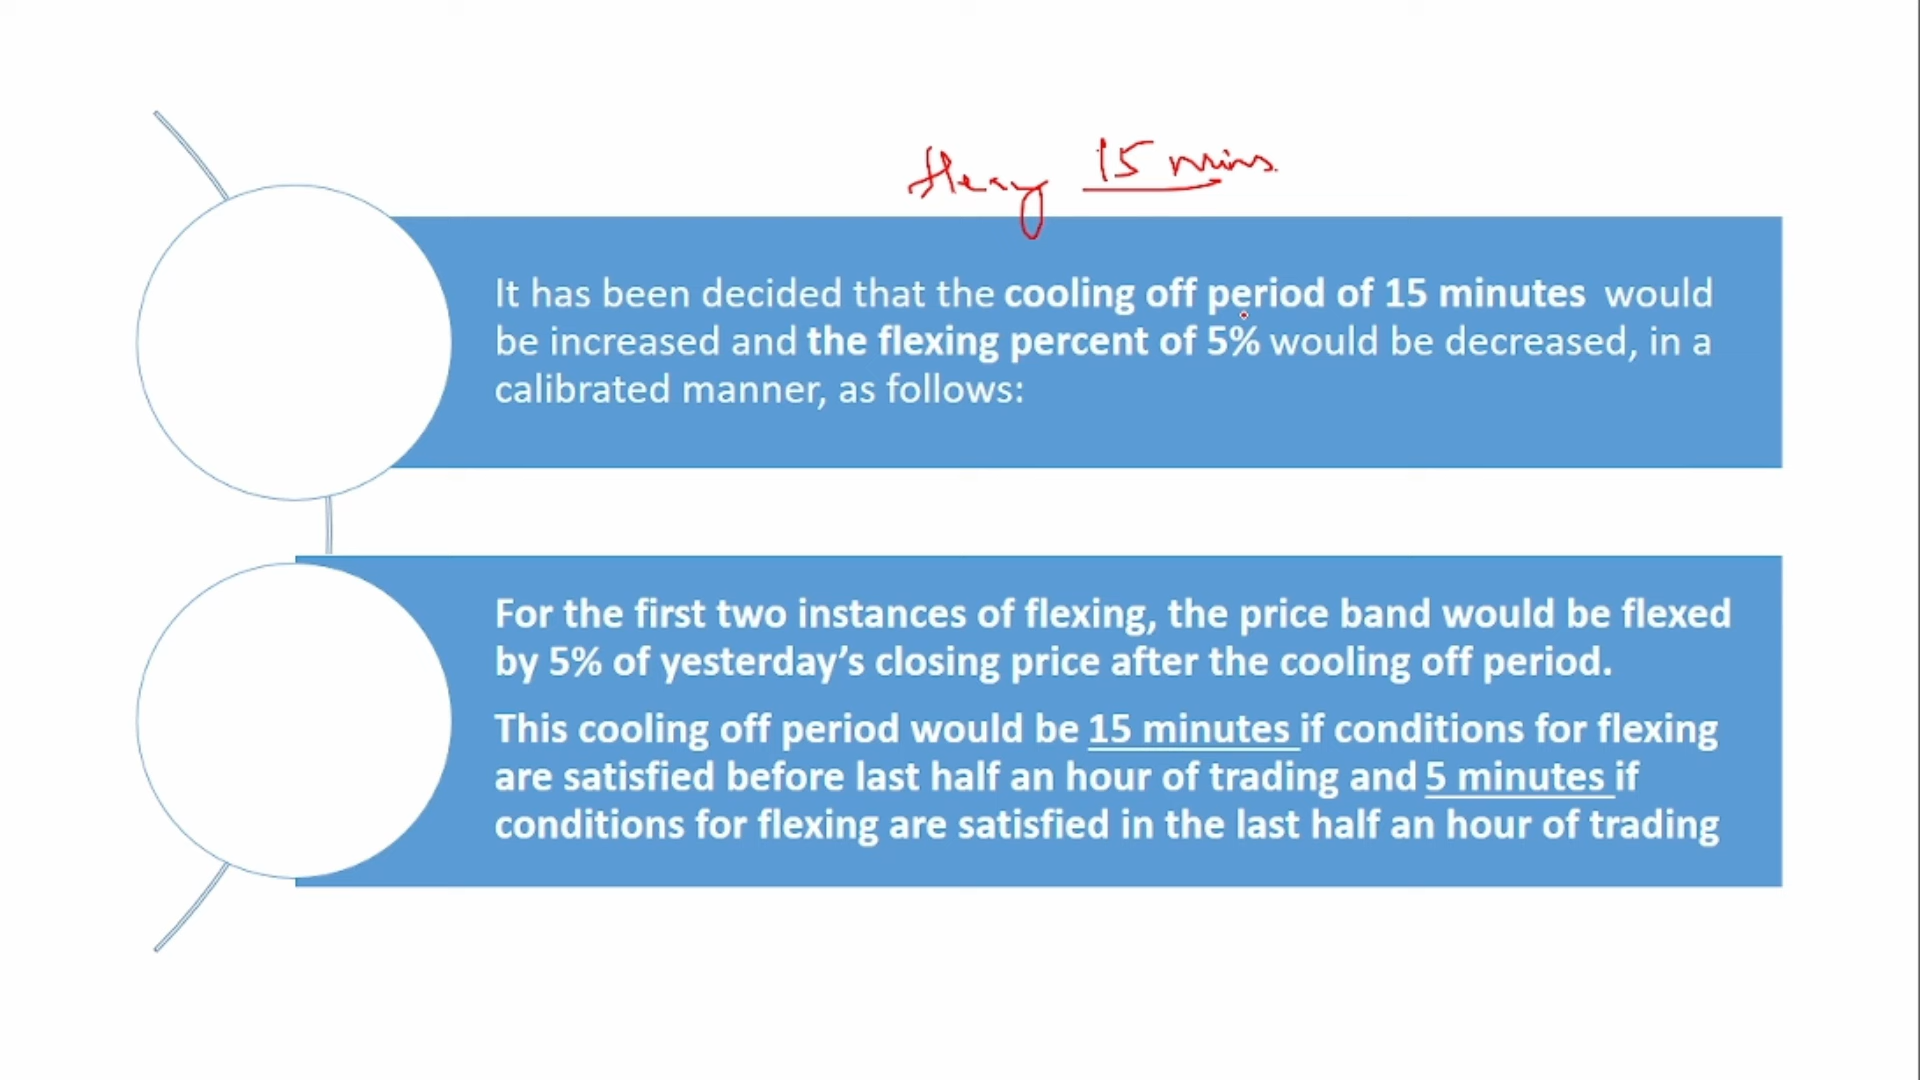 15 mins.
It has been decided that the cooling off period of 15 minutes would
be increased and the flexing percent of 5% would be decreased, in a
calibrated manner, as follows:
For the first two instances of flexing, the price band would be flexed
by 5% of yesterday’s closing price after the cooling off period.
This cooling off period would be 15 minutes if conditions for flexing
are satisfied before last half an hour of trading and 5 minutes if
conditions for flexing are satisfied in the last half an hour of trading